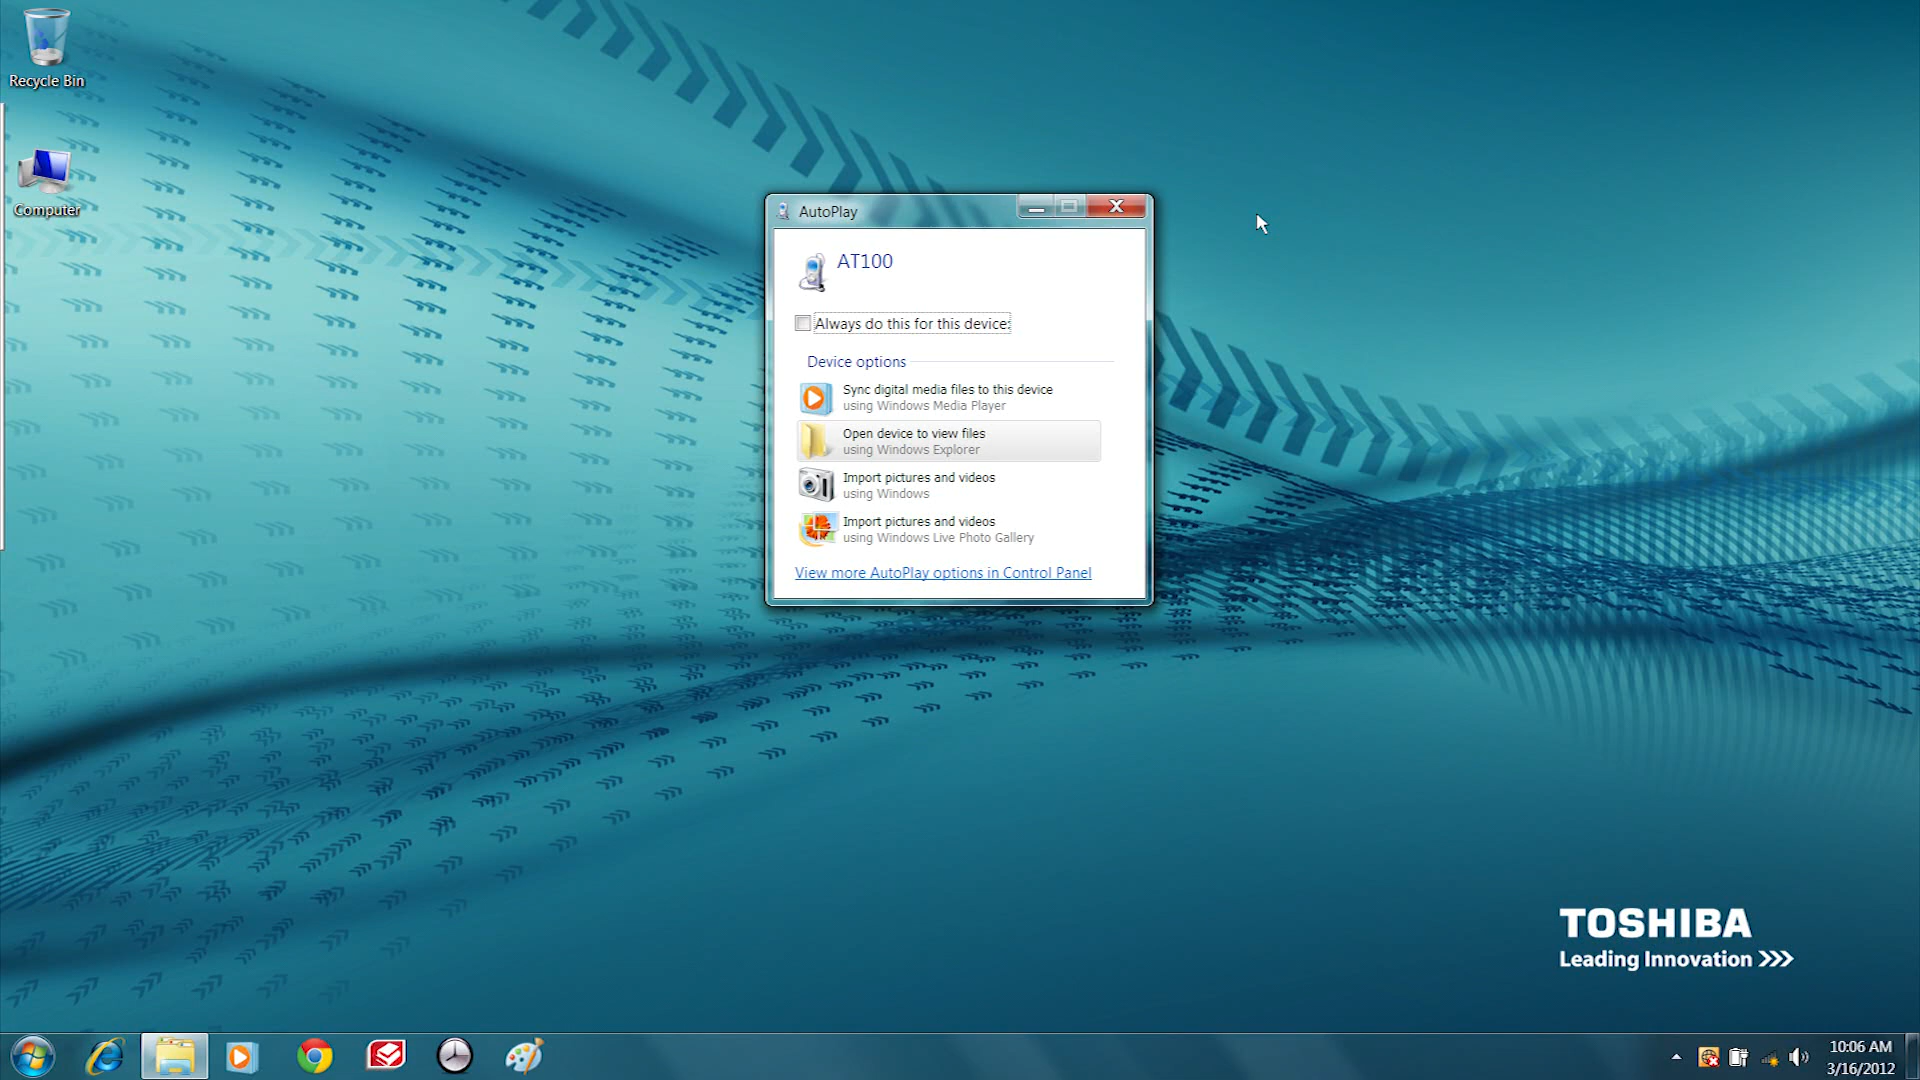 Recycle Bin
Computer
AutoPlay
AT100
Always do this for this device:
Device options
Sync digital media files to this device
using Windows Media Player
Open device to view files
using Windows Explorer
Import pictures and videos
using Windows
Import pictures and videos
using Windows Live Photo Gallery
View more AutoPlay options in Control Panel
TOSHIBA
Leading Innovation >>>
10:06 AM
3/16/2012